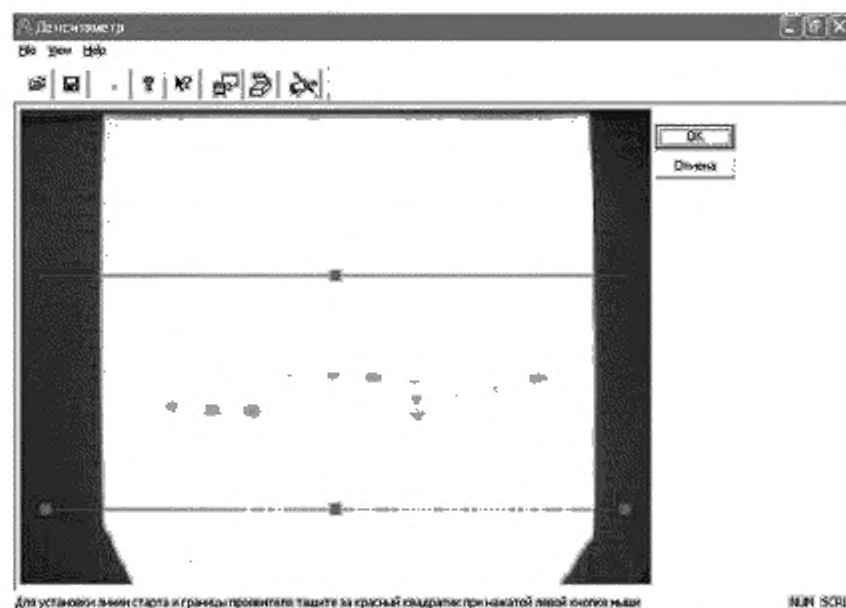 Денситометр
File View Help
OK
Отмена
Для установки линии старта и границы проявителя тащите за красный квадратик при нажатой левой кнопке мыши
NUM SCRL